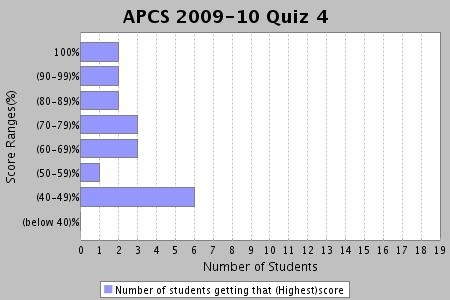 APCS 2009-10 Quiz 4
Score Ranges(%)
100%
(90-99)%
(80-89)%
(70-79)%
(60-69)%
(50-59)%
(40-49)%
(below 40)%
0 1 2 3 4 5 6 7 8 9 10 11 12 13 14 15 16 17 18 19
Number of Students
Number of students getting that (Highest)score